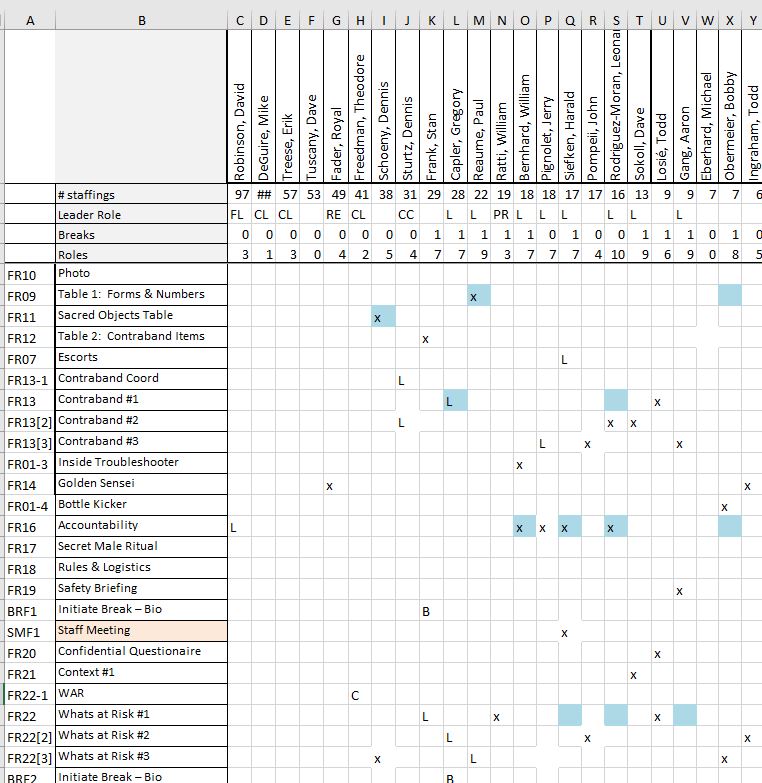 A B C D E F G H I J K L M N O P Q R S T U V W X Y
Robinson, David DeGuire, Mike Treese, Erik Tuscany, Dave Fader, Royal Freedman, Theodore Schoeny, Dennis Sturtz, Dennis Frank, Stan Capler, Gregory Reaume, Paul Ratti, William Bernhard, William Pignolet, Jerry Siefken, Harald Pompeii, John Rodriguez-Moran, Leona Sokoll, Dave Losié, Todd Gang, Aaron Eberhard, Michael Obermeier, Bobby Ingraham, Todd
# staffings 97 ## 57 53 49 41 38 31 29 28 22 19 18 18 17 17 16 13 9 9 7 7 6
Leader Role FL CL CL RE CL CC L L PR L L L L L L
Breaks 0 0 0 0 0 0 0 0 1 1 1 0 0 0 1 0 0 1 1 1 0 1 0
Roles 3 1 3 0 4 2 5 4 7 7 9 3 7 7 7 4 10 9 6 9 0 8 5
FR10 Photo
FR09 Table 1: Forms & Numbers x
FR11 Sacred Objects Table x
FR12 Table 2: Contraband Items x
FR07 Escorts L
FR13-1 Contraband Coord L
FR13 Contraband #1 L x
FR13[2] Contraband #2 L x x
FR13[3] Contraband #3 L x x
FR01-3 Inside Troubleshooter x
FR14 Golden Sensei x x
FR01-4 Bottle Kicker x
FR16 Accountability L x x x x
FR17 Secret Male Ritual
FR18 Rules & Logistics
FR19 Safety Briefing x
BRF1 Initiate Break – Bio B
SMF1 Staff Meeting x
FR20 Confidential Questionaire x
FR21 Context #1 x
FR22-1 WAR C
FR22 Whats at Risk #1 L x x
FR22[2] Whats at Risk #2 L x x
FR22[3] Whats at Risk #3 x L x
BRF2 Initiate Break – Bio B